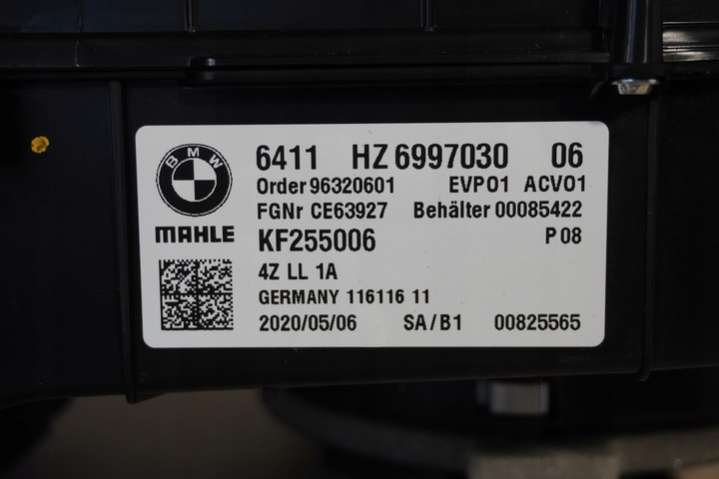 BMW
MAHLE
6411 HZ 6997030 06
Order 96320601 EVP01 ACV01
FGNr CE63927 Behälter 00085422
KF255006 P 08
4Z LL 1A
GERMANY 116116 11
2020/05/06 SA/B1 00825565